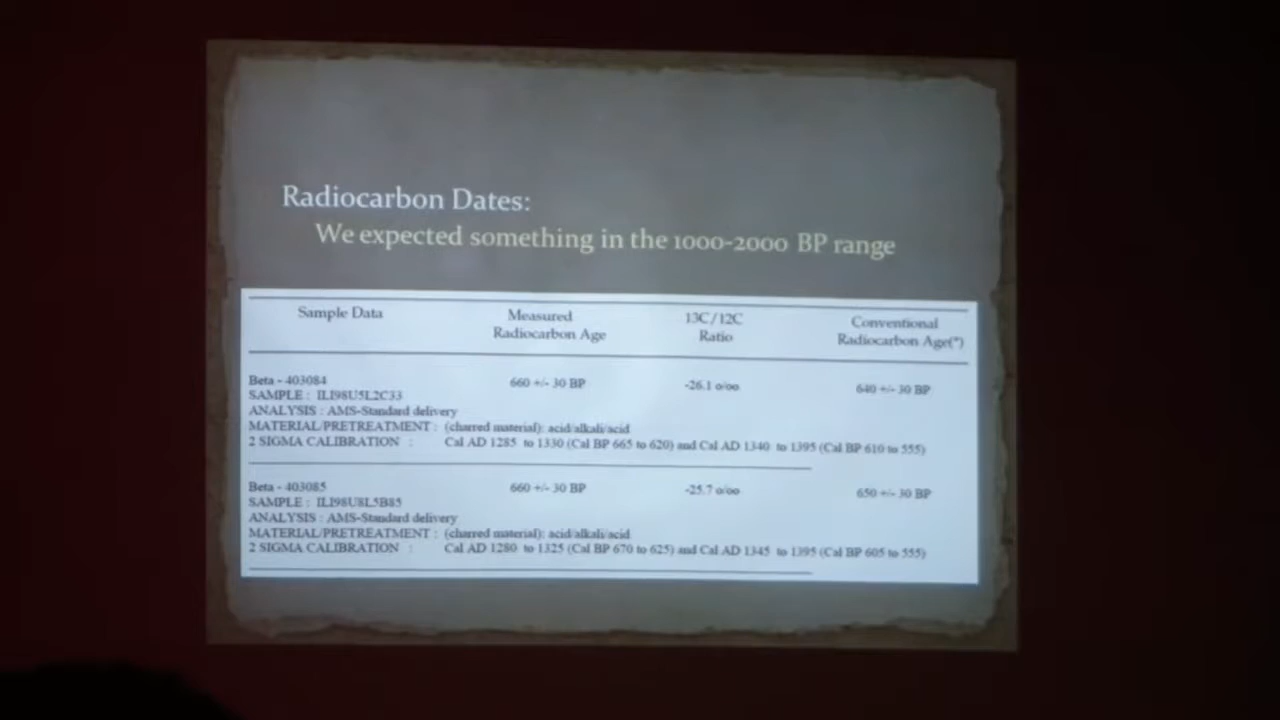 Radiocarbon Dates:
We expected something in the 1000-2000 BP range
Sample Data Measured Radiocarbon Age 13C/12C Ratio Conventional Radiocarbon Age(*)
Beta - 403084 660 +/- 30 BP -26.1 o/oo 640 +/- 30 BP
SAMPLE : ILI98U5L2C33
ANALYSIS : AMS-Standard delivery
MATERIAL/PRETREATMENT : (charred material): acid/alkali/acid
2 SIGMA CALIBRATION : Cal AD 1285 to 1330 (Cal BP 665 to 620) and Cal AD 1340 to 1395 (Cal BP 610 to 555)
Beta - 403085 660 +/- 30 BP -25.7 o/oo 650 +/- 30 BP
SAMPLE : ILI98U8L5B85
ANALYSIS : AMS-Standard delivery
MATERIAL/PRETREATMENT : (charred material): acid/alkali/acid
2 SIGMA CALIBRATION : Cal AD 1280 to 1325 (Cal BP 670 to 625) and Cal AD 1345 to 1395 (Cal BP 605 to 555)